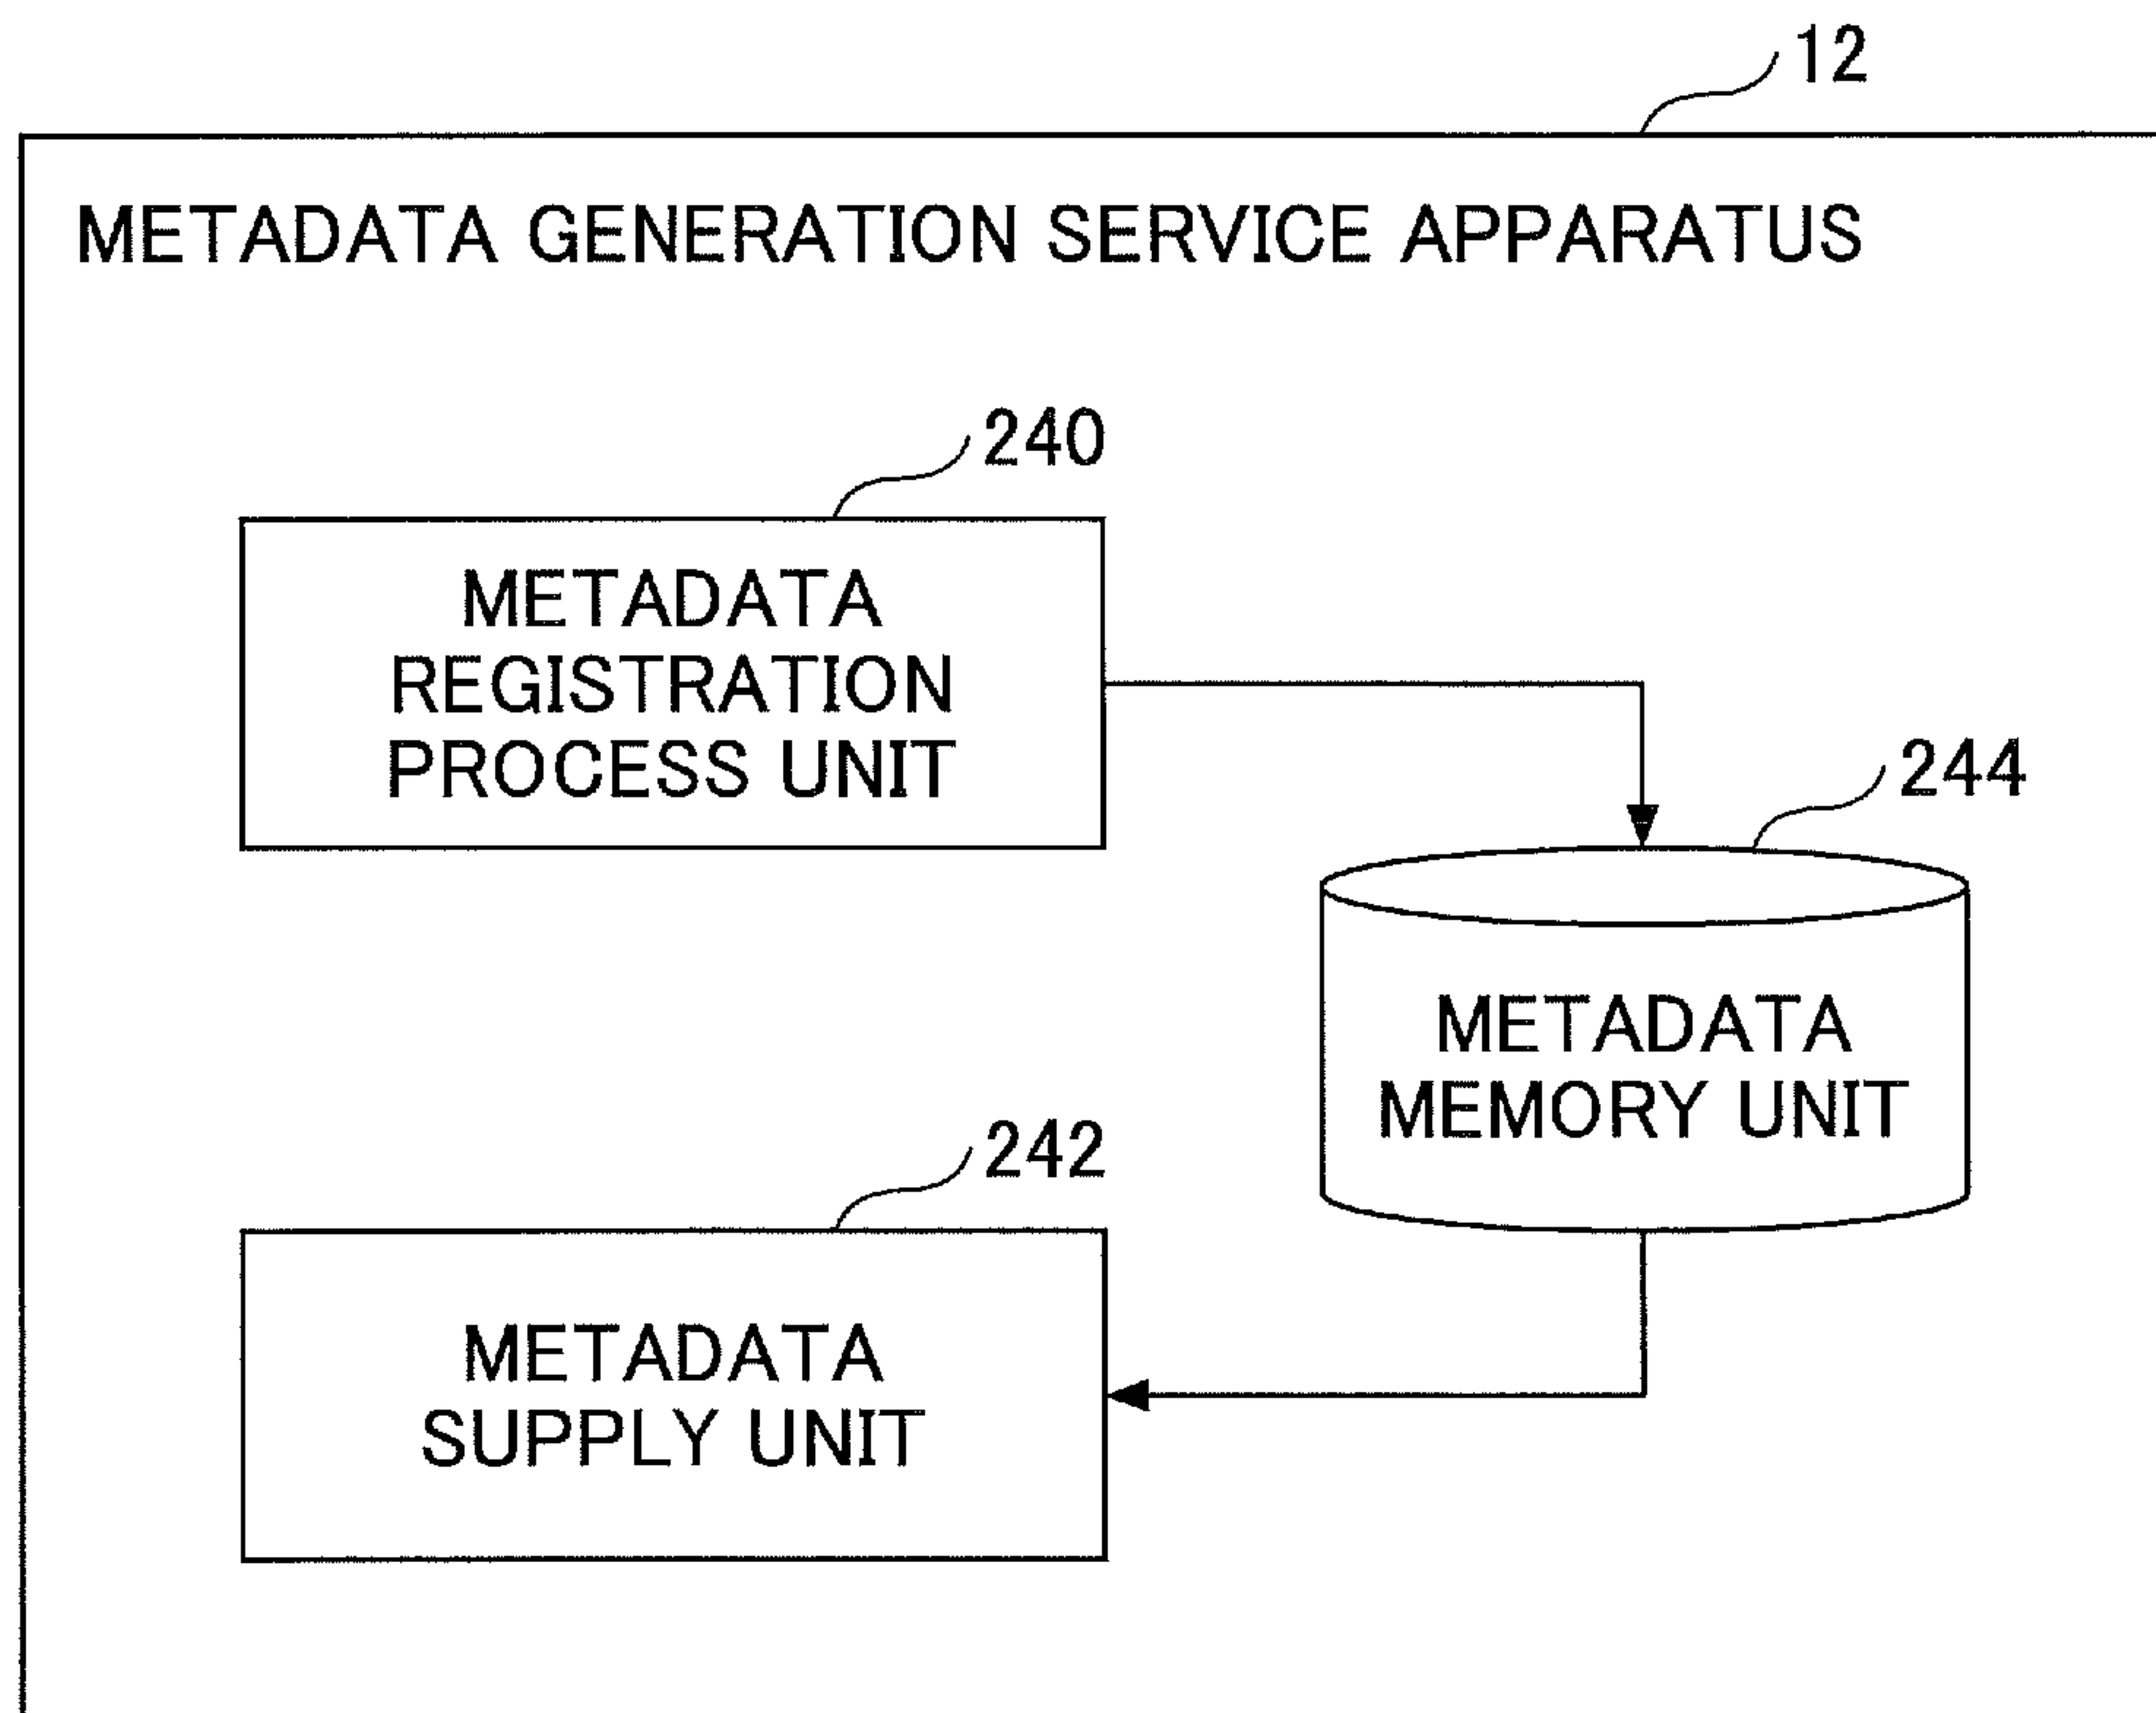 12
METADATA GENERATION SERVICE APPARATUS
240
METADATA
REGISTRATION
PROCESS UNIT
244
METADATA
MEMORY UNIT
242
METADATA
SUPPLY UNIT